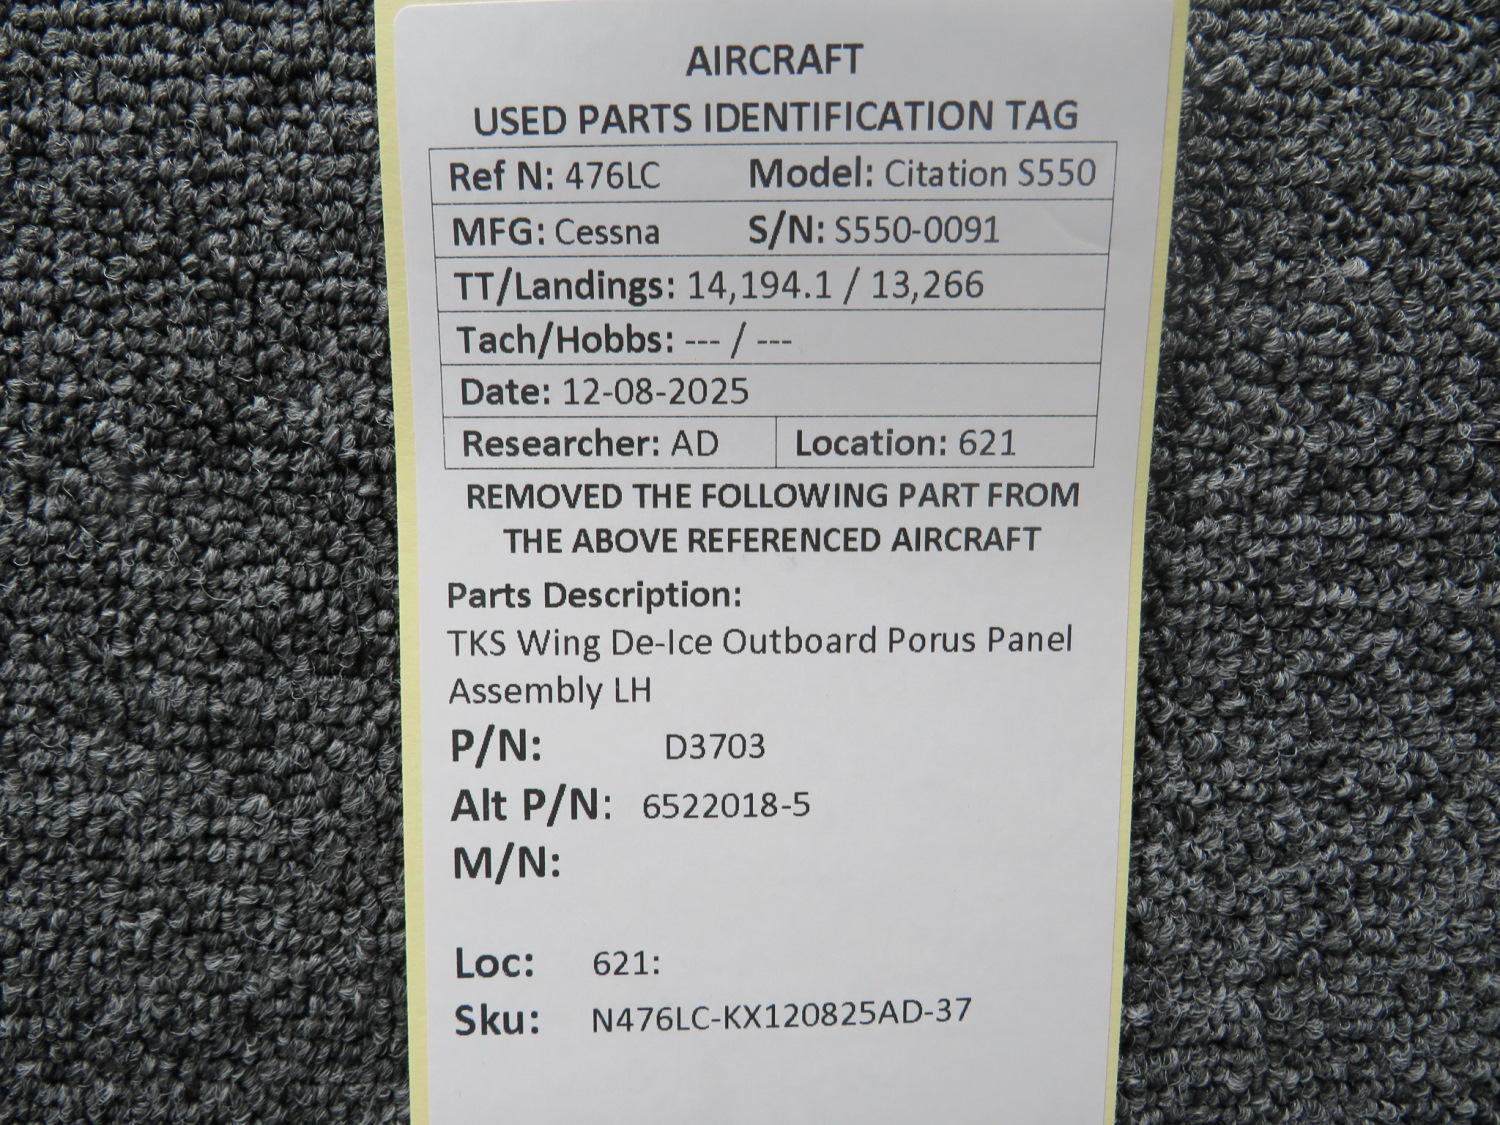 AIRCRAFT
USED PARTS IDENTIFICATION TAG
Ref N: 476LC Model: Citation S550
MFG: Cessna S/N: S550-0091
TT/Landings: 14,194.1 / 13,266
Tach/Hobbs: --- / ---
Date: 12-08-2025
Researcher: AD Location: 621
REMOVED THE FOLLOWING PART FROM
THE ABOVE REFERENCED AIRCRAFT
Parts Description:
TKS Wing De-Ice Outboard Porus Panel
Assembly LH
P/N: D3703
Alt P/N: 6522018-5
M/N:
Loc: 621:
Sku: N476LC-KX120825AD-37